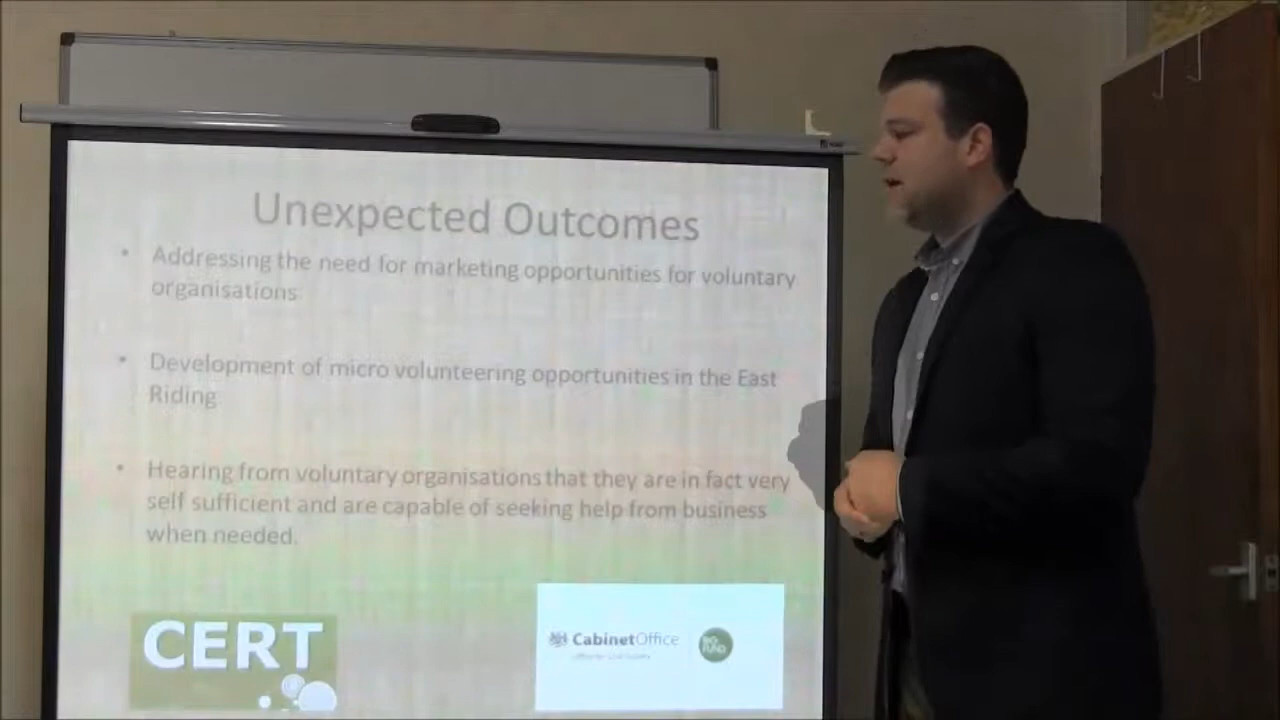 Unexpected Outcomes
• Addressing the need for marketing opportunities for voluntary
organisations
• Development of micro volunteering opportunities in the East
Riding
• Hearing from voluntary organisations that they are in fact very
self sufficient and are capable of seeking help from business
when needed.
CERT
CabinetOffice
FUND